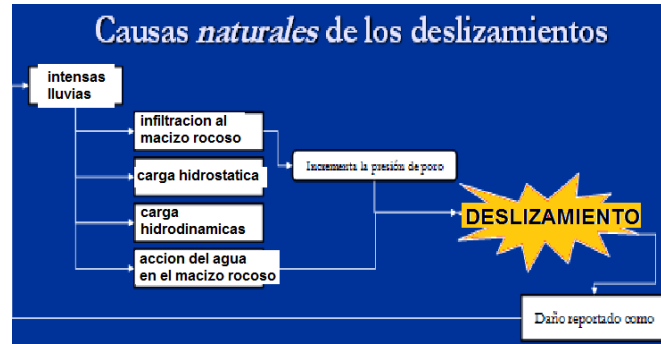 Causas naturales de los deslizamientos
intensas
lluvias
infiltracion al
macizo rocoso
Incrementa la presión de poro
carga hidrostatica
carga
hidrodinamicas
DESLIZAMIENTO
accion del agua
en el macizo rocoso
Daño reportado como